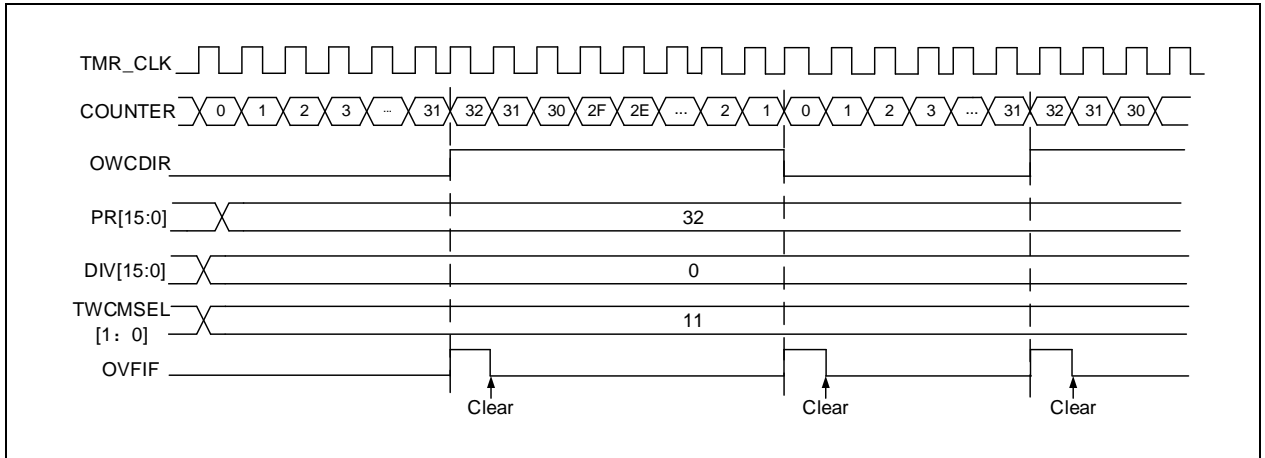 TMR_CLK
COUNTER 0 1 2 3 ... 31 32 31 30 2F 2E ... 2 1 0 1 2 3 ... 31 32 31 30
OWCDIR
PR[15:0] 32
DIV[15:0] 0
TWCMSEL
[1：0] 11
OVFIF
Clear Clear Clear